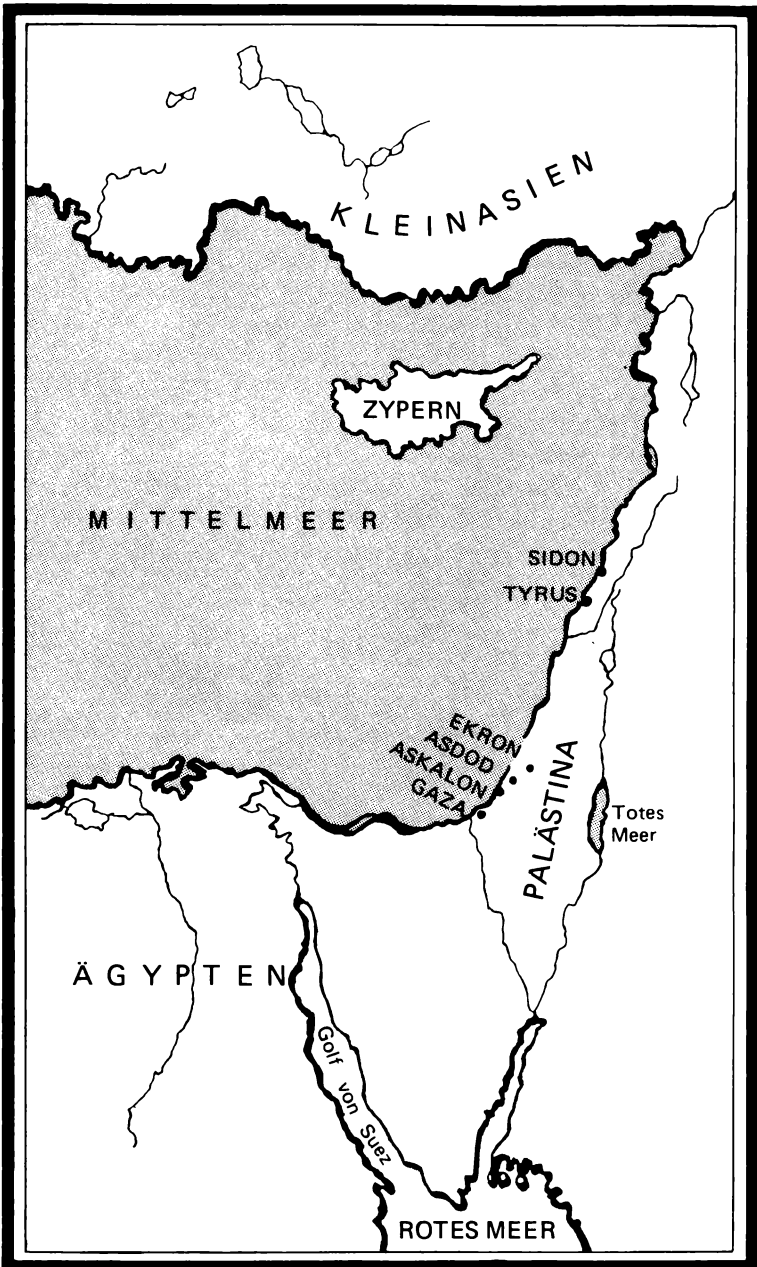 KLEINASIEN
ZYPERN
MITTELMEER
SIDON
TYRUS
EKRON
ASDOD
ASKALON
GAZA
PALÄSTINA
Totes
Meer
ÄGYPTEN
Golf von Suez
ROTES MEER